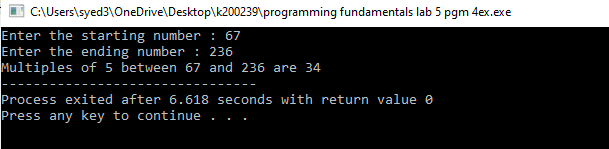 C:\Users\syed3\OneDrive\Desktop\k200239\programming fundamentals lab 5 pgm 4ex.exe
Enter the starting number : 67
Enter the ending number : 236
Multiples of 5 between 67 and 236 are 34
--------------------------------
Process exited after 6.618 seconds with return value 0
Press any key to continue . . .